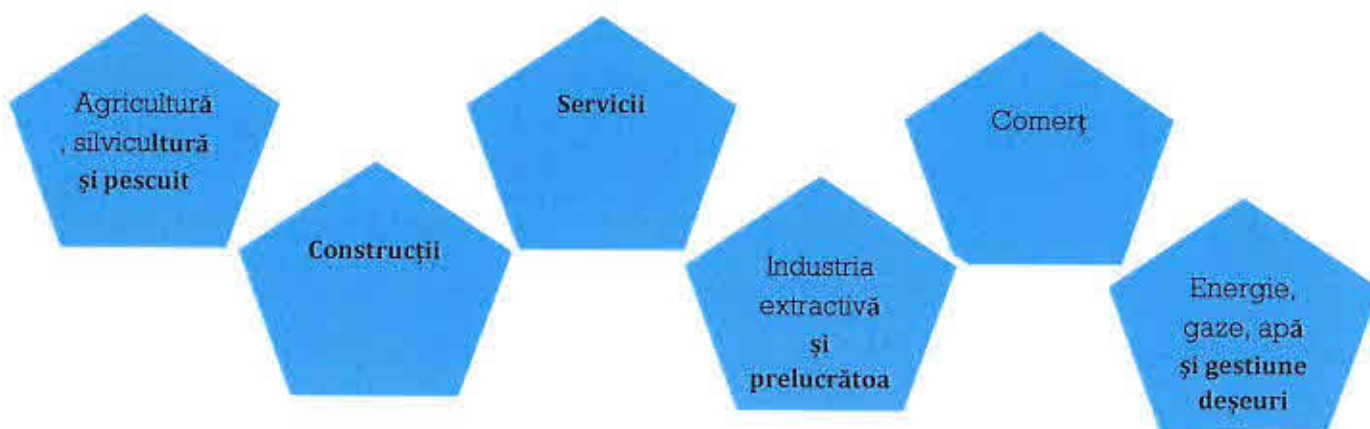 Agricultură
, silvicultură
și pescuit
Construcții
Servicii
Industria
extractivă
și
prelucrătoa
Comerț
Energie,
gaze, apă
și gestiune
deșeuri